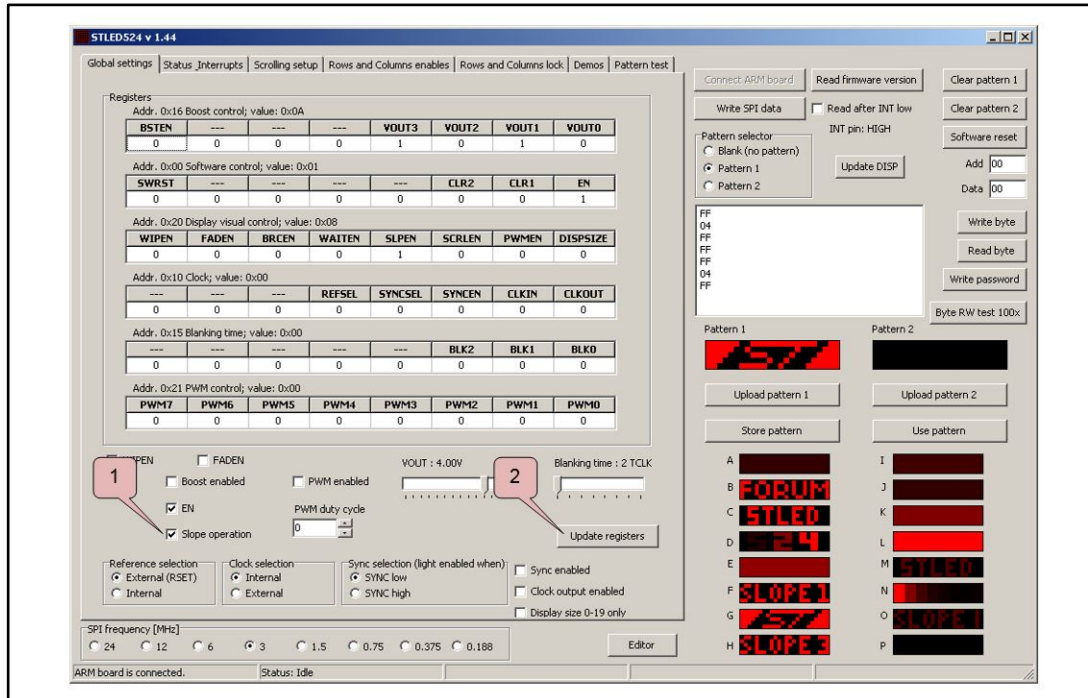 STLED524 v 1.44
Global settings Status _Interrupts Scrolling setup Rows and Columns enables Rows and Columns lock Demos Pattern test
Registers
Addr. 0x16 Boost control; value: 0x0A
BSTEN --- --- --- VOUT3 VOUT2 VOUT1 VOUT0
0 0 0 0 1 0 1 0
Addr. 0x00 Software control; value: 0x01
SWRST --- --- --- --- CLR2 CLR1 EN
0 0 0 0 0 0 0 1
Addr. 0x20 Display visual control; value: 0x08
WIPEN FADEN BRCEN WAITEN SLPEN SCRLEN PWMEN DISPSIZE
0 0 0 0 1 0 0 0
Addr. 0x10 Clock; value: 0x00
--- --- --- REFSEL SYNCSEL SYNCEN CLKIN CLKOUT
0 0 0 0 0 0 0 0
Addr. 0x15 Blanking time; value: 0x00
--- --- --- --- --- BLK2 BLK1 BLK0
0 0 0 0 0 0 0 0
Addr. 0x21 PWM control; value: 0x00
PWM7 PWM6 PWM5 PWM4 PWM3 PWM2 PWM1 PWM0
0 0 0 0 0 0 0 0
FADEN
VOUT : 4.00V
Blanking time : 2 TCLK
1
2
Boost enabled
PWM enabled
EN
PWM duty cycle
0
Slope operation
Update registers
Reference selection
External (RSET)
Internal
Clock selection
Internal
External
Sync selection (light enabled when)
SYNC low
SYNC high
Sync enabled
Clock output enabled
Display size 0-19 only
SPI frequency [MHz]
24 12 6 3 1.5 0.75 0.375 0.188
Editor
ARM board is connected. Status: Idle
Connect ARM board Read firmware version Clear pattern 1
Write SPI data Read after INT low Clear pattern 2
INT pin: HIGH
Software reset
Pattern selector
Blank (no pattern)
Pattern 1
Pattern 2
Update DISP
Add 00
Data 00
FF
04
FF
FF
FF
04
FF
Write byte
Read byte
Write password
Byte RW test 100x
Pattern 1 Pattern 2
Upload pattern 1 Upload pattern 2
Store pattern Use pattern
A I
B FORUM J
C STLED K
D 524 L
E M STLED
F SLOPE1 N
G ST O SLOPE1
H SLOPE3 P